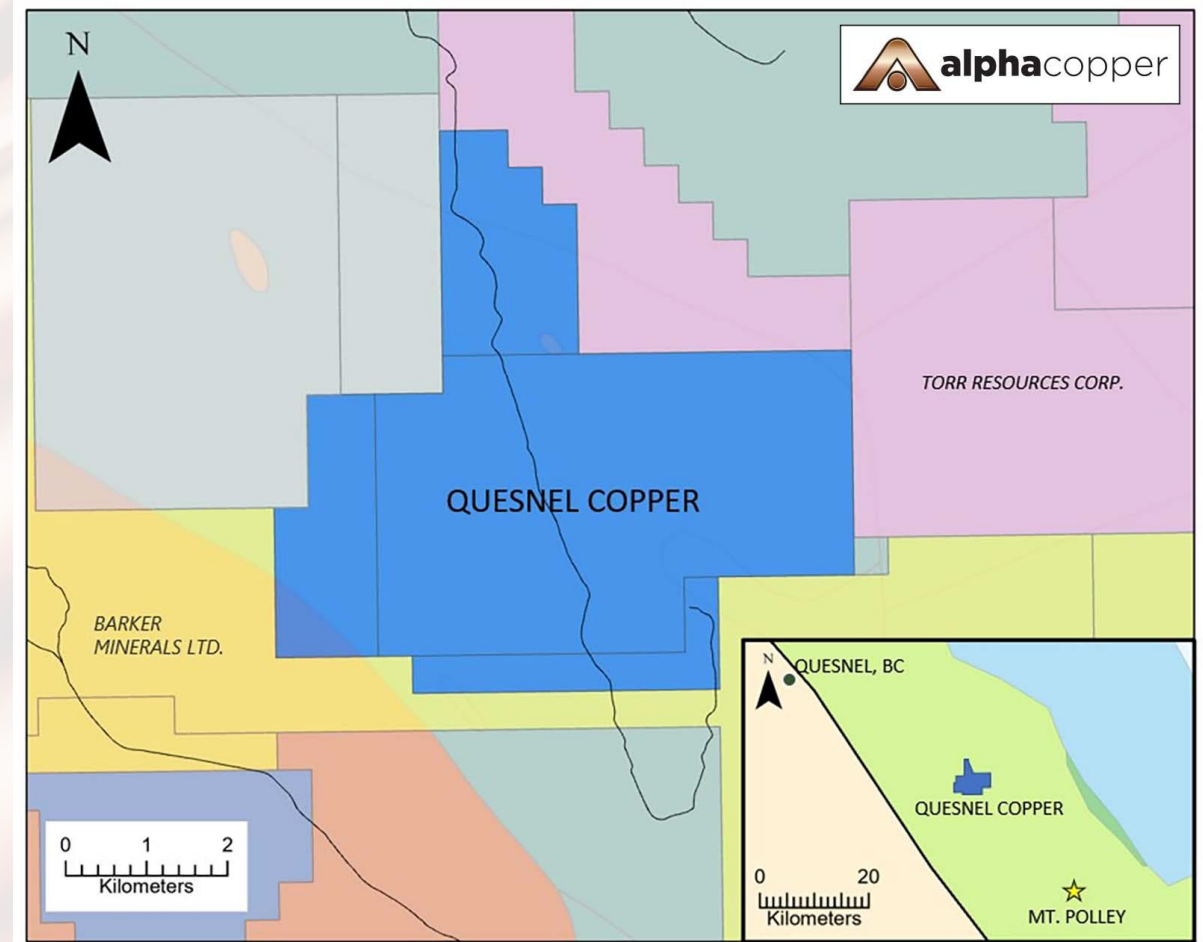 N
alphacopper
TORR RESOURCES CORP.
QUESNEL COPPER
BARKER
MINERALS LTD.
0 1 2
Kilometers
N
QUESNEL, BC
QUESNEL COPPER
0 20
Kilometers
MT. POLLEY